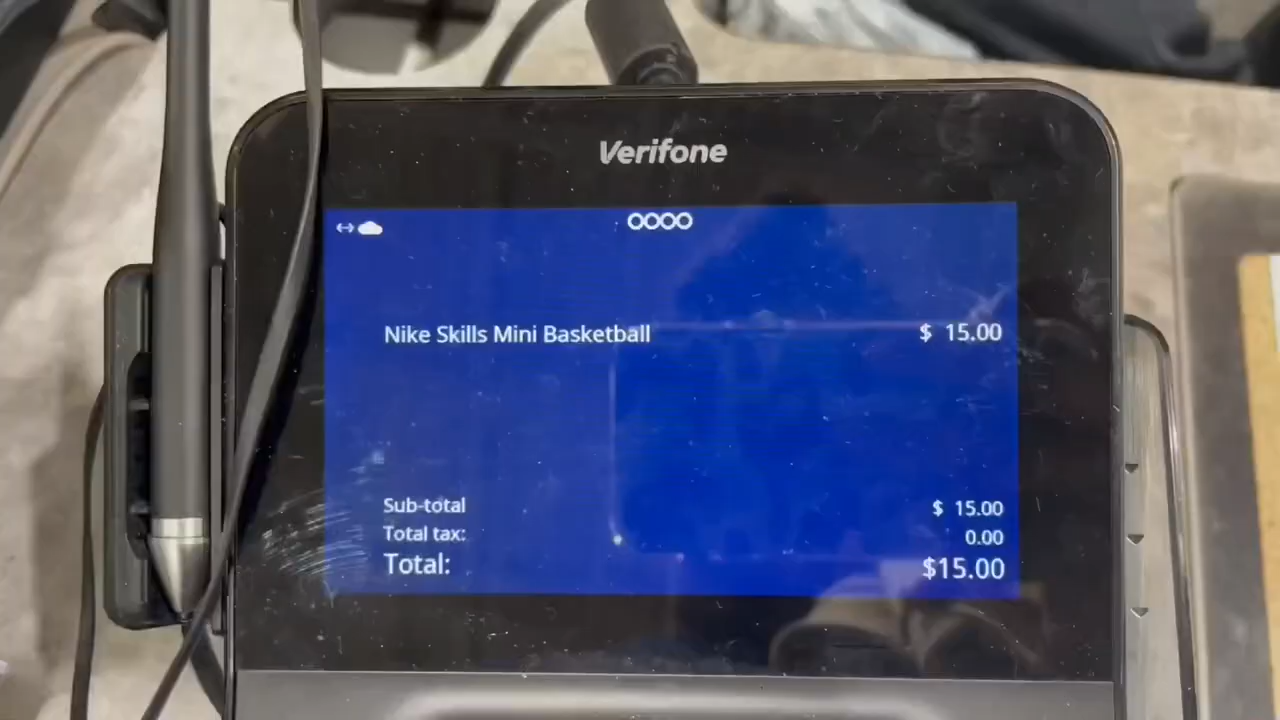 Verifone
Nike Skills Mini Basketball $ 15.00
Sub-total $ 15.00
Total tax: 0.00
Total: $15.00